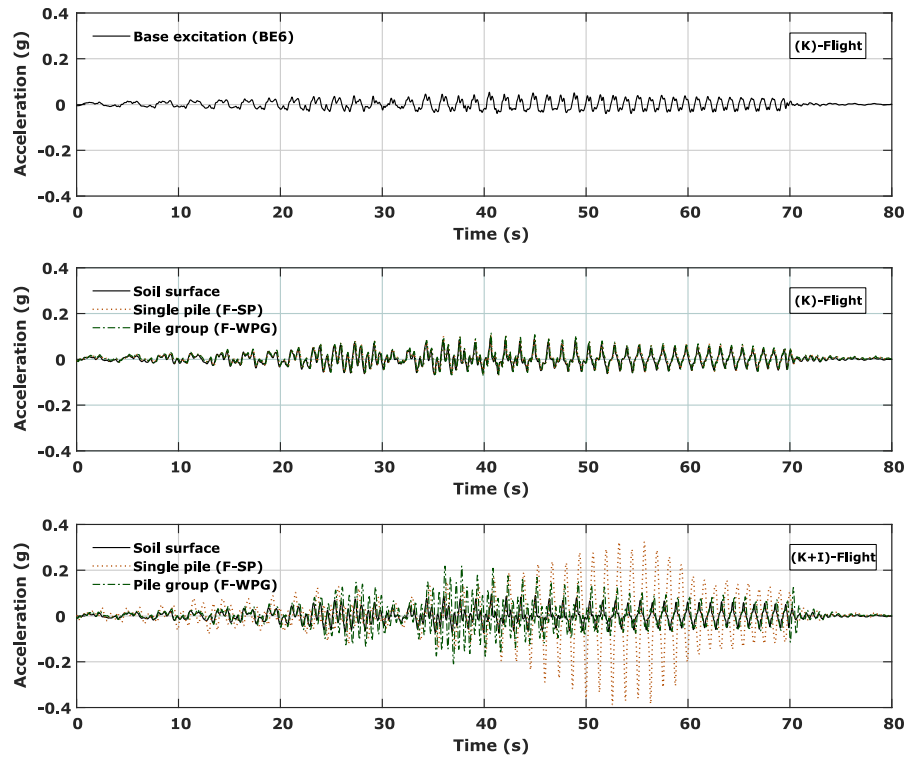 0.4
Base excitation (BE6)
(K)-Flight
0.2
0
-0.2
-0.4
Acceleration (g)
0 10 20 30 40 50 60 70 80
Time (s)
0.4
Soil surface
(K)-Flight
Single pile (F-SP)
0.2
Pile group (F-WPG)
0
-0.2
-0.4
Acceleration (g)
0 10 20 30 40 50 60 70 80
Time (s)
0.4
Soil surface
(K+I)-Flight
Single pile (F-SP)
0.2
Pile group (F-WPG)
0
-0.2
-0.4
Acceleration (g)
0 10 20 30 40 50 60 70 80
Time (s)